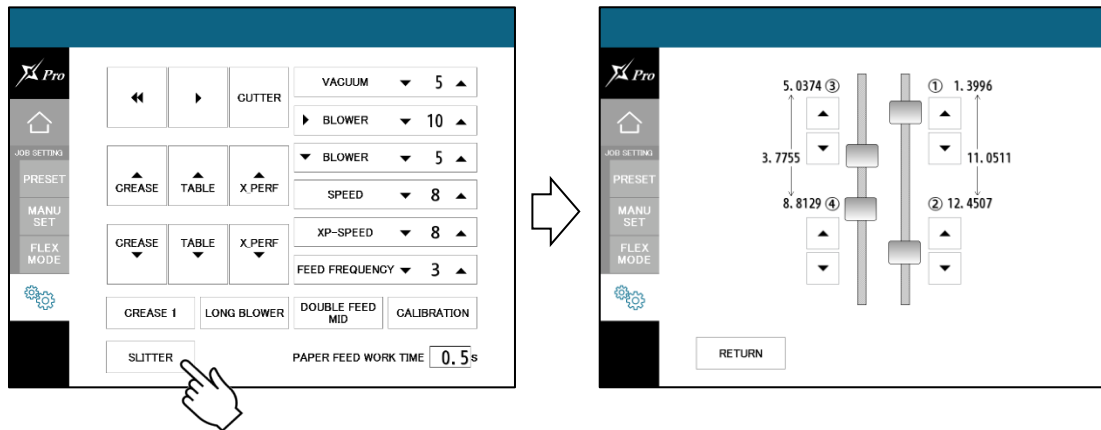 Pro
JOB SETTING
PRESET
MANU
SET
FLEX
MODE
CUTTER
CREASE
TABLE
X_PERF
CREASE
TABLE
X_PERF
VACUUM 5
BLOWER 10
BLOWER 5
SPEED 8
XP-SPEED 8
FEED FREQUENCY 3
CREASE 1
LONG BLOWER
DOUBLE FEED
MID
CALIBRATION
SLITTER
PAPER FEED WORK TIME 0.5s
Pro
JOB SETTING
PRESET
MANU
SET
FLEX
MODE
5.0374 ③
① 1.3996
3.7755
11.0511
8.8129 ④
② 12.4507
RETURN